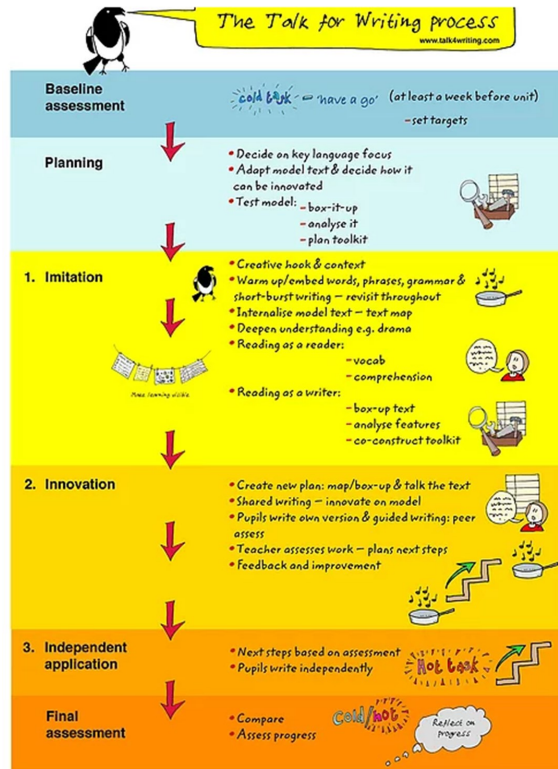 The Talk for Writing process
www.talk4writing.com
Baseline
assessment
cold task – 'have a go' (at least a week before unit)
– set targets
Planning
• Decide on key language focus
• Adapt model text & decide how it
can be innovated
• Test model:
– box-it-up
– analyse it
– plan toolkit
1. Imitation
• Creative hook & context
• Warm up/embed words, phrases, grammar &
short-burst writing – revisit throughout
• Internalise model text – text map
• Deepen understanding e.g. drama
• Reading as a reader:
– vocab
– comprehension
Make learning visible
• Reading as a writer:
– box-up text
– analyse features
– co-construct toolkit
2. Innovation
• Create new plan: map/box-up & talk the text
• Shared writing – innovate on model
• Pupils write own version & guided writing: peer
assess
• Teacher assesses work – plans next steps
• Feedback and improvement
3. Independent
application
• Next steps based on assessment
• Pupils write independently
Hot task
Final
assessment
• Compare
• Assess progress
Cold/hot
Reflect on
progress